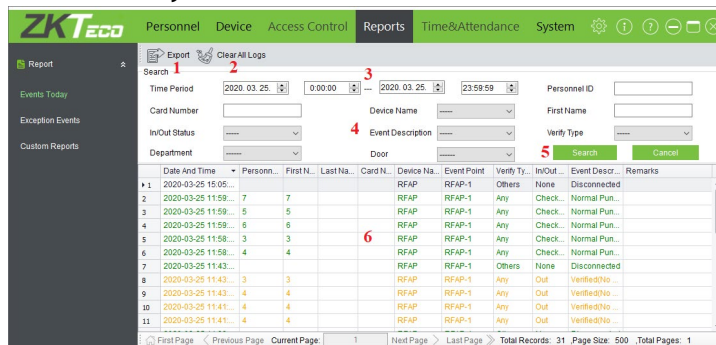 ZKTeco Personnel Device Access Control Reports Time&Attendance System
Report Export Clear All Logs
1 2 3
Search
Time Period 2020. 03. 25. 0:00:00 --- 2020. 03. 25. 23:59:59 Personnel ID
Events Today
Card Number Device Name ----- First Name
Exception Events
In/Out Status ----- 4 Event Description ----- Verify Type -----
Custom Reports
Department ------ Door ----- 5 Search Cancel
Date And Time Personn... First N... Last Na... Card N... Device Na... Event Point Verify Ty... In/Out ... Event Descr... Remarks
1 2020-03-25 15:05:... RFAP RFAP-1 Others None Disconnected
2 2020-03-25 11:59:... 7 7 RFAP RFAP-1 Any Check... Normal Pun...
3 2020-03-25 11:59:... 5 5 RFAP RFAP-1 Any Check... Normal Pun...
4 2020-03-25 11:59:... 6 6 RFAP RFAP-1 Any Check... Normal Pun...
5 2020-03-25 11:58:... 3 3 6 RFAP RFAP-1 Any Check... Normal Pun...
6 2020-03-25 11:58:... 4 4 RFAP RFAP-1 Any Check... Normal Pun...
7 2020-03-25 11:43:... RFAP RFAP-1 Others None Disconnected
8 2020-03-25 11:43:... 3 3 RFAP RFAP-1 Any Out Verified(No ...
9 2020-03-25 11:43:... 4 4 RFAP RFAP-1 Any Out Verified(No ...
10 2020-03-25 11:41:... 4 4 RFAP RFAP-1 Any Out Verified(No ...
11 2020-03-25 11:41:... 4 4 RFAP RFAP-1 Any Out Verified(No ...
First Page Previous Page Current Page: 1 Next Page Last Page Total Records: 31 ,Page Size: 500 ,Total Pages: 1